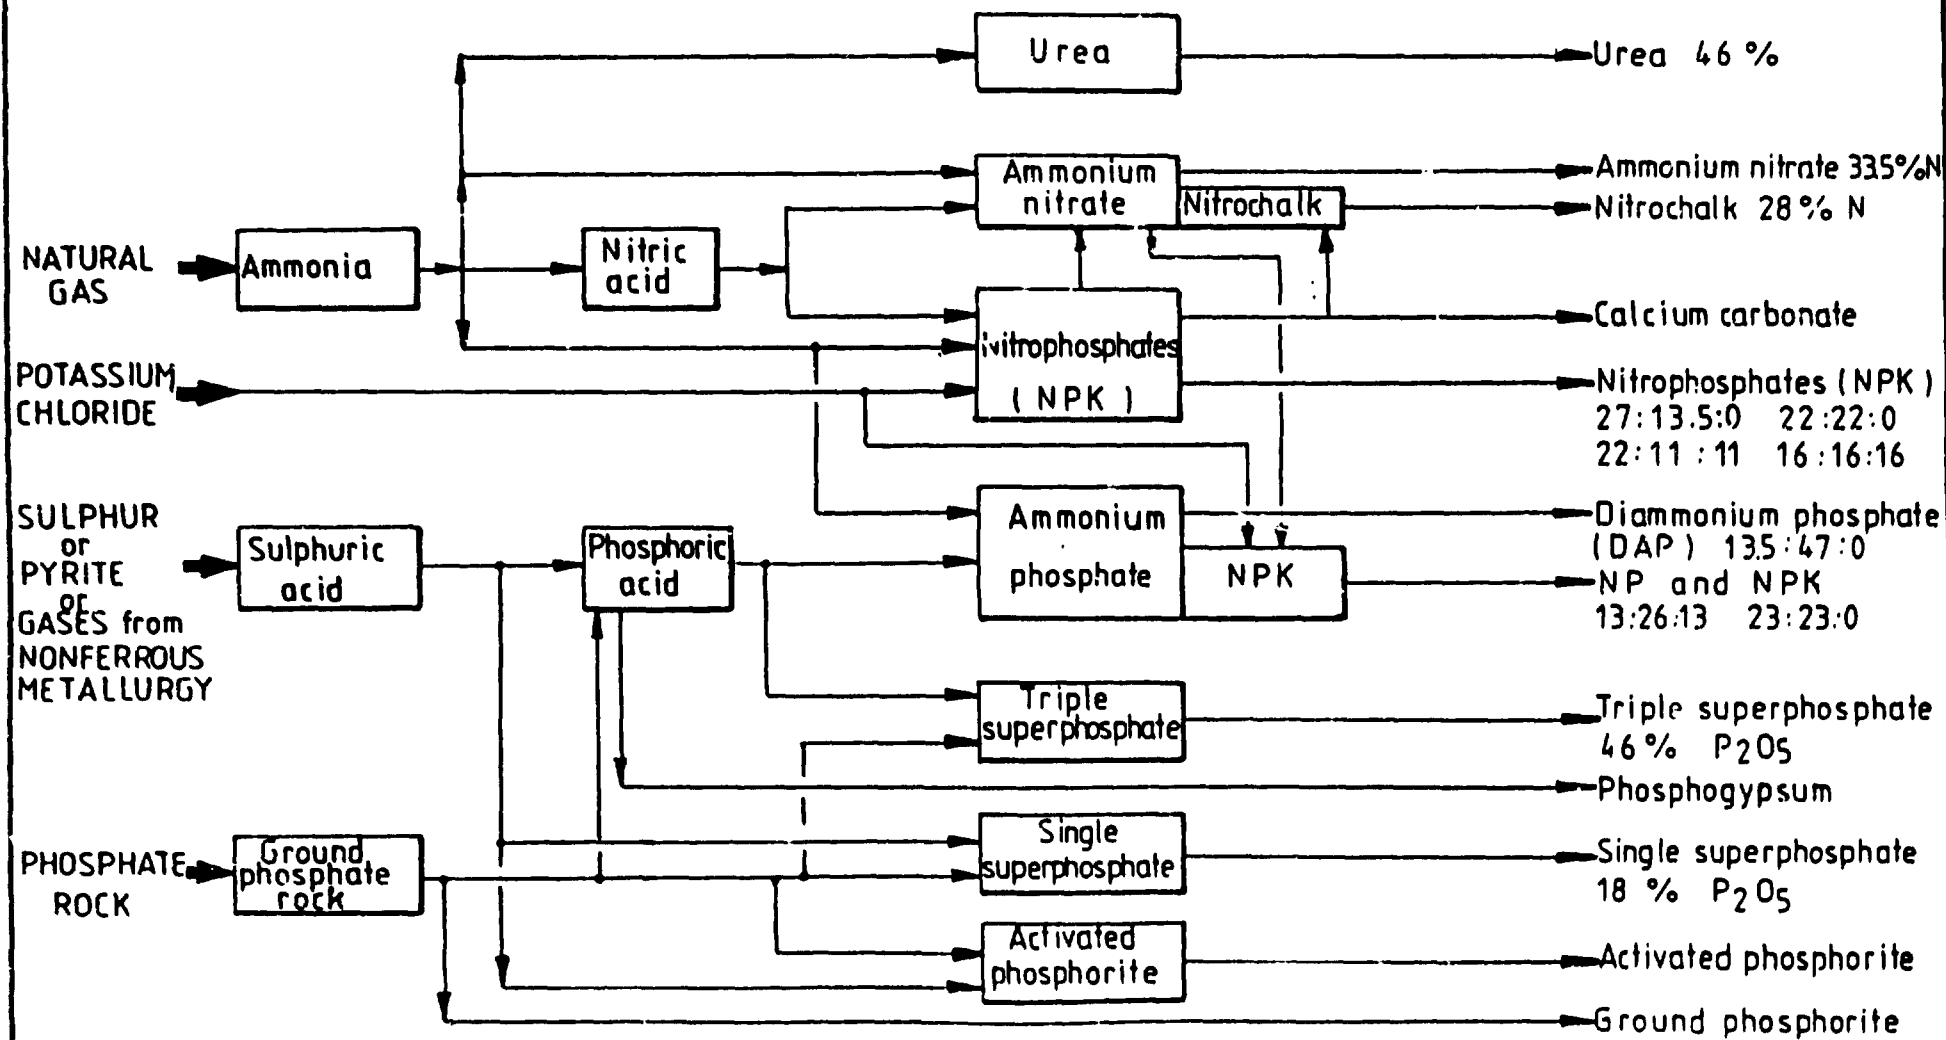 Urea
Urea 46 %
Ammonium
nitrate
Nitrochalk
Ammonium nitrate 33.5%N
Nitrochalk 28 % N
NATURAL
GAS
Ammonia
Nitric
acid
Nitrophosphates
(NPK)
Calcium carbonate
POTASSIUM
CHLORIDE
Nitrophosphates (NPK)
27:13.5:0 22:22:0
22:11:11 16:16:16
SULPHUR
or
PYRITE
or
GASES from
NONFERROUS
METALLURGY
Sulphuric
acid
Phosphoric
acid
Ammonium
phosphate
NPK
Diammonium phosphate
(DAP) 13.5:47:0
NP and NPK
13:26:13 23:23:0
Triple
superphosphate
Triple superphosphate
46 % P2O5
Phosphogypsum
PHOSPHATE
ROCK
Ground
phosphate
rock
Single
superphosphate
Single superphosphate
18 % P2O5
Activated
phosphorite
Activated phosphorite
Ground phosphorite